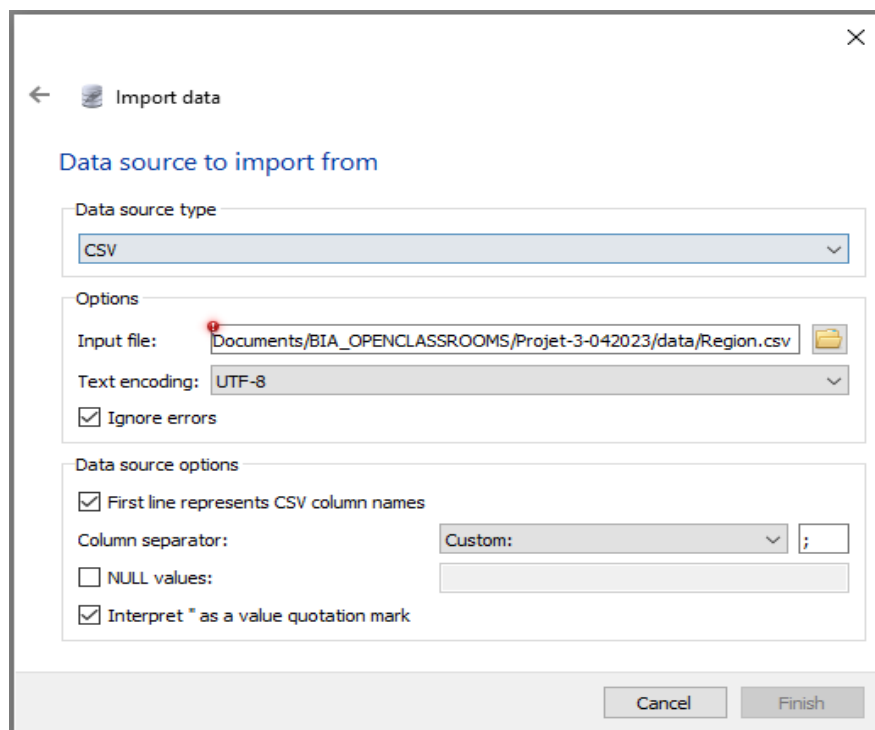 Import data
Data source to import from
Data source type
CSV
Options
Input file: Documents/BIA_OPENCLASSROOMS/Projet-3-042023/data/Region.csv
Text encoding: UTF-8
Ignore errors
Data source options
First line represents CSV column names
Column separator: Custom: ;
NULL values:
Interpret " as a value quotation mark
Cancel Finish